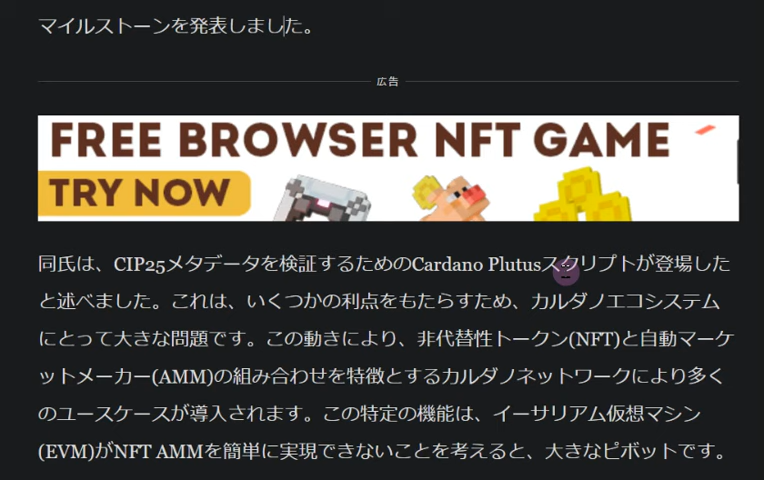 マイルストーンを発表しました。
広告
FREE BROWSER NFT GAME
TRY NOW
同氏は、CIP25メタデータを検証するためのCardano Plutusスクリプトが登場した
と述べました。これは、いくつかの利点をもたらすため、カルダノエコシステム
にとって大きな問題です。この動きにより、非代替性トークン(NFT)と自動マーケ
ットメーカー(AMM)の組み合わせを特徴とするカルダノネットワークにより多く
のユースケースが導入されます。この特定の機能は、イーサリアム仮想マシン
(EVM)がNFT AMMを簡単に実現できないことを考えると、大きなピボットです。